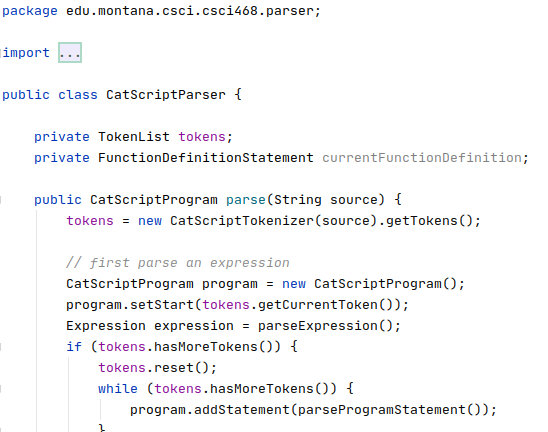 package edu.montana.csci.csci468.parser;
import ...
public class CatScriptParser {
private TokenList tokens;
private FunctionDefinitionStatement currentFunctionDefinition;
public CatScriptProgram parse(String source) {
tokens = new CatScriptTokenizer(source).getTokens();
// first parse an expression
CatScriptProgram program = new CatScriptProgram();
program.setStart(tokens.getCurrentToken());
Expression expression = parseExpression();
if (tokens.hasMoreTokens()) {
tokens.reset();
while (tokens.hasMoreTokens()) {
program.addStatement(parseProgramStatement());
}